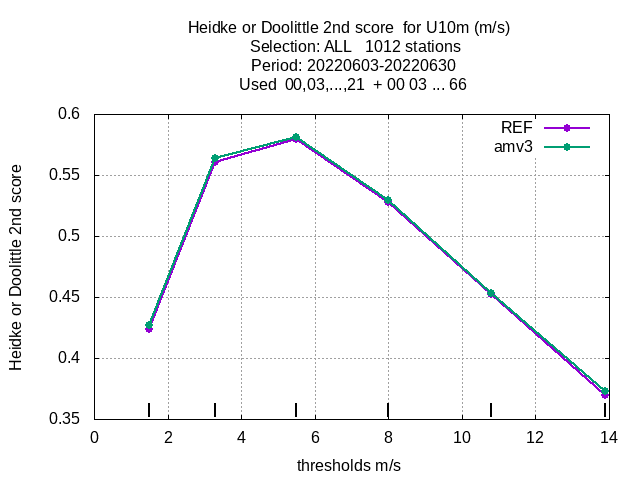 Heidke or Doolittle 2nd score  for U10m (m/s)
Selection: ALL   1012 stations
Period: 20220603-20220630
Used  00,03,...,21  + 00 03 ... 66
REF
amv3
Heidke or Doolittle 2nd score
0.6
0.55
0.5
0.45
0.4
0.35
0 2 4 6 8 10 12 14
thresholds m/s